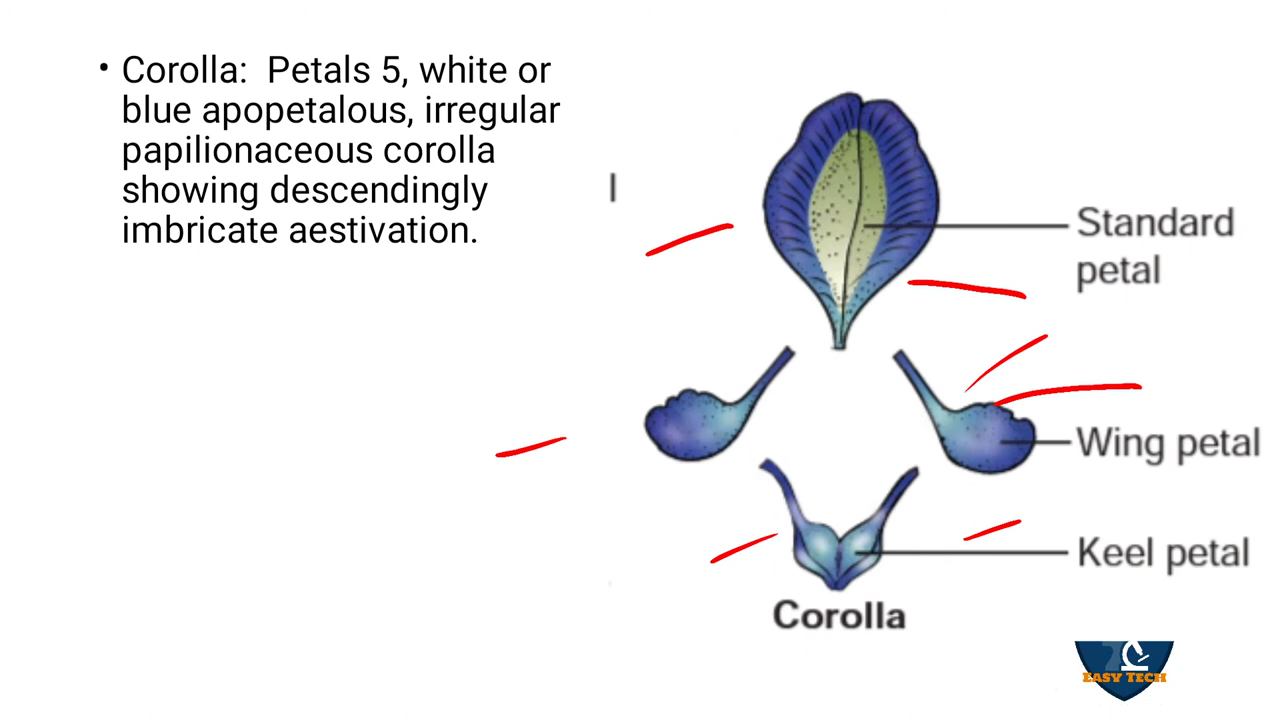 • Corolla: Petals 5, white or
blue apopetalous, irregular
papilionaceous corolla
showing descendingly
imbricate aestivation.
Standard
petal
Wing petal
Keel petal
Corolla
EASY TECH